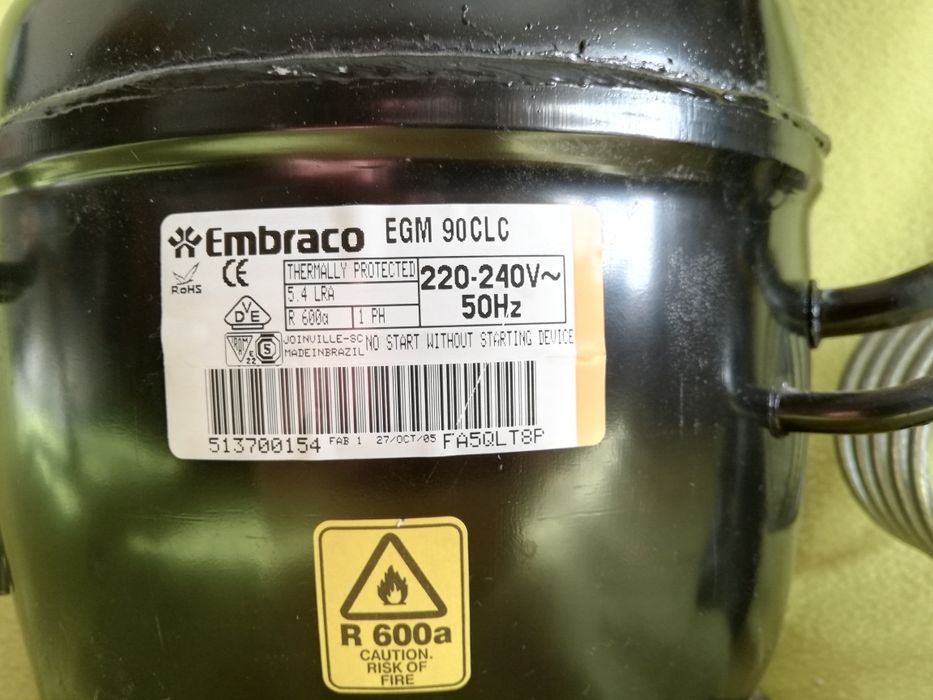 Embraco EGM 90CLC
RoHS
CE
THERMALLY PROTECTED
5.4 LRA
R 600a 1 PH
220-240V~
50Hz
DVE
S
JOINVILLE-SC
MADEINBRAZIL
NO START WITHOUT STARTING DEVICE
513700154 FAB 1 27/OCT/05 FA5QLT8P
R 600a
CAUTION.
RISK OF
FIRE